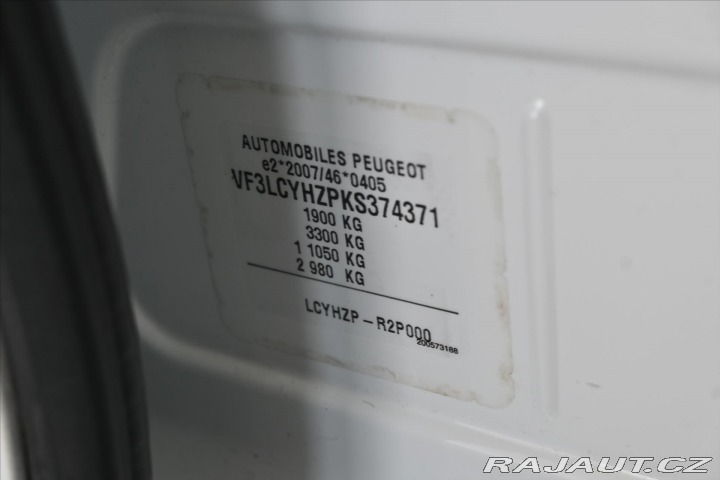 AUTOMOBILES PEUGEOT
e2*2007/46*0405
VF3LCYHZPKS374371
1900 KG
3300 KG
1 1050 KG
2 980 KG
LCYHZP - R2P000
200573188
RAJAUT.CZ